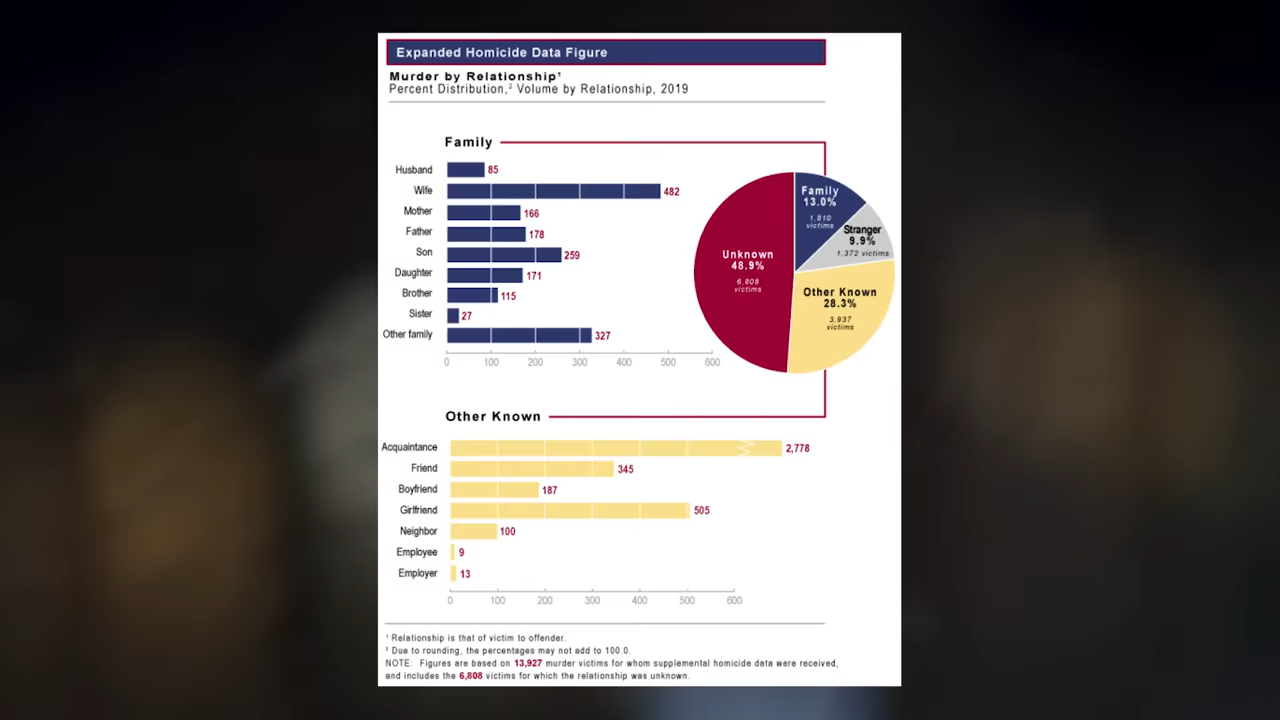 Expanded Homicide Data Figure
Murder by Relationship¹
Percent Distribution,² Volume by Relationship, 2019
Family
Husband 85
Wife 482
Mother 166
Father 178
Son 259
Daughter 171
Brother 115
Sister 27
Other family 327
0 100 200 300 400 500 600
Family
13.0%
1,810
victims
Stranger
9.9%
1,372 victims
Unknown
48.9%
6,808
victims
Other Known
28.3%
3,937
victims
Other Known
Acquaintance 2,778
Friend 345
Boyfriend 187
Girlfriend 505
Neighbor 100
Employee 9
Employer 13
0 100 200 300 400 500 600
¹ Relationship is that of victim to offender.
² Due to rounding, the percentages may not add to 100.0.
NOTE: Figures are based on 13,927 murder victims for whom supplemental homicide data were received,
and includes the 6,808 victims for which the relationship was unknown.